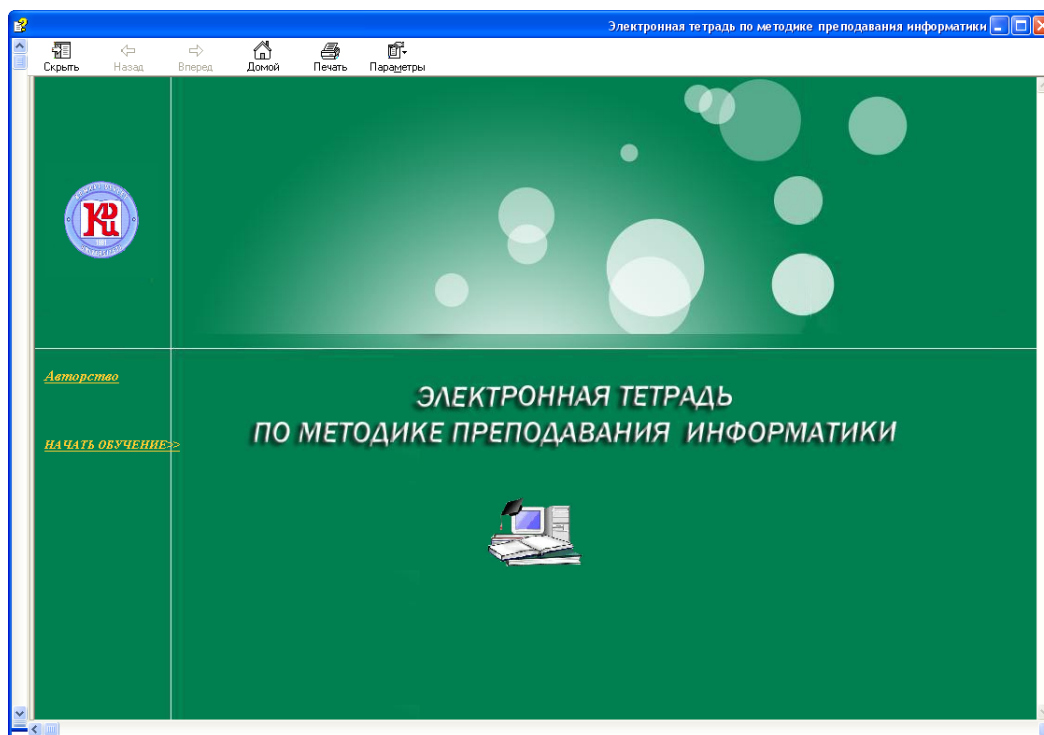 Электронная тетрадь по методике преподавания информатики
Скрыть Назад Вперед Домой Печать Параметры
Авторство
НАЧАТЬ ОБУЧЕНИЕ>>
ЭЛЕКТРОННАЯ ТЕТРАДЬ
ПО МЕТОДИКЕ ПРЕПОДАВАНИЯ ИНФОРМАТИКИ